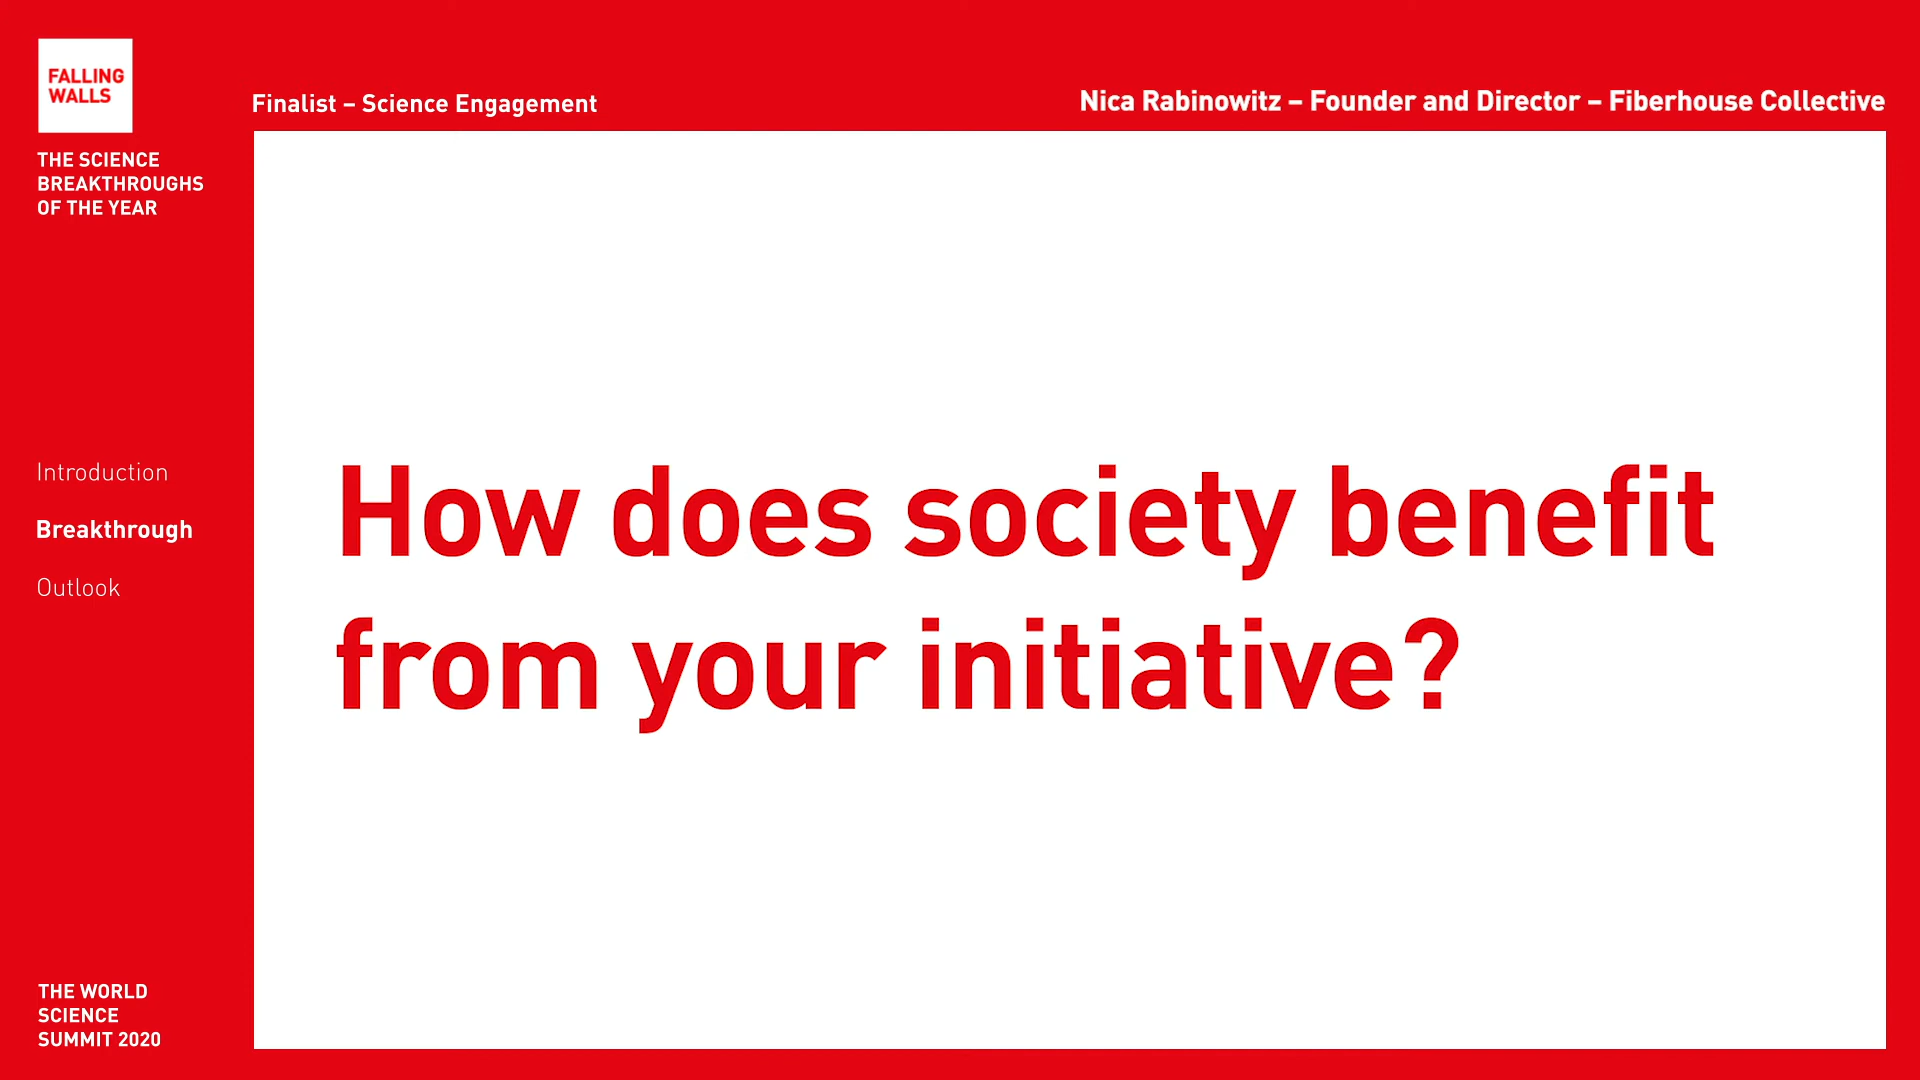 FALLING
WALLS
THE SCIENCE
BREAKTHROUGHS
OF THE YEAR
Finalist – Science Engagement
Nica Rabinowitz – Founder and Director – Fiberhouse Collective
Introduction
Breakthrough
Outlook
How does society benefit
from your initiative?
THE WORLD
SCIENCE
SUMMIT 2020